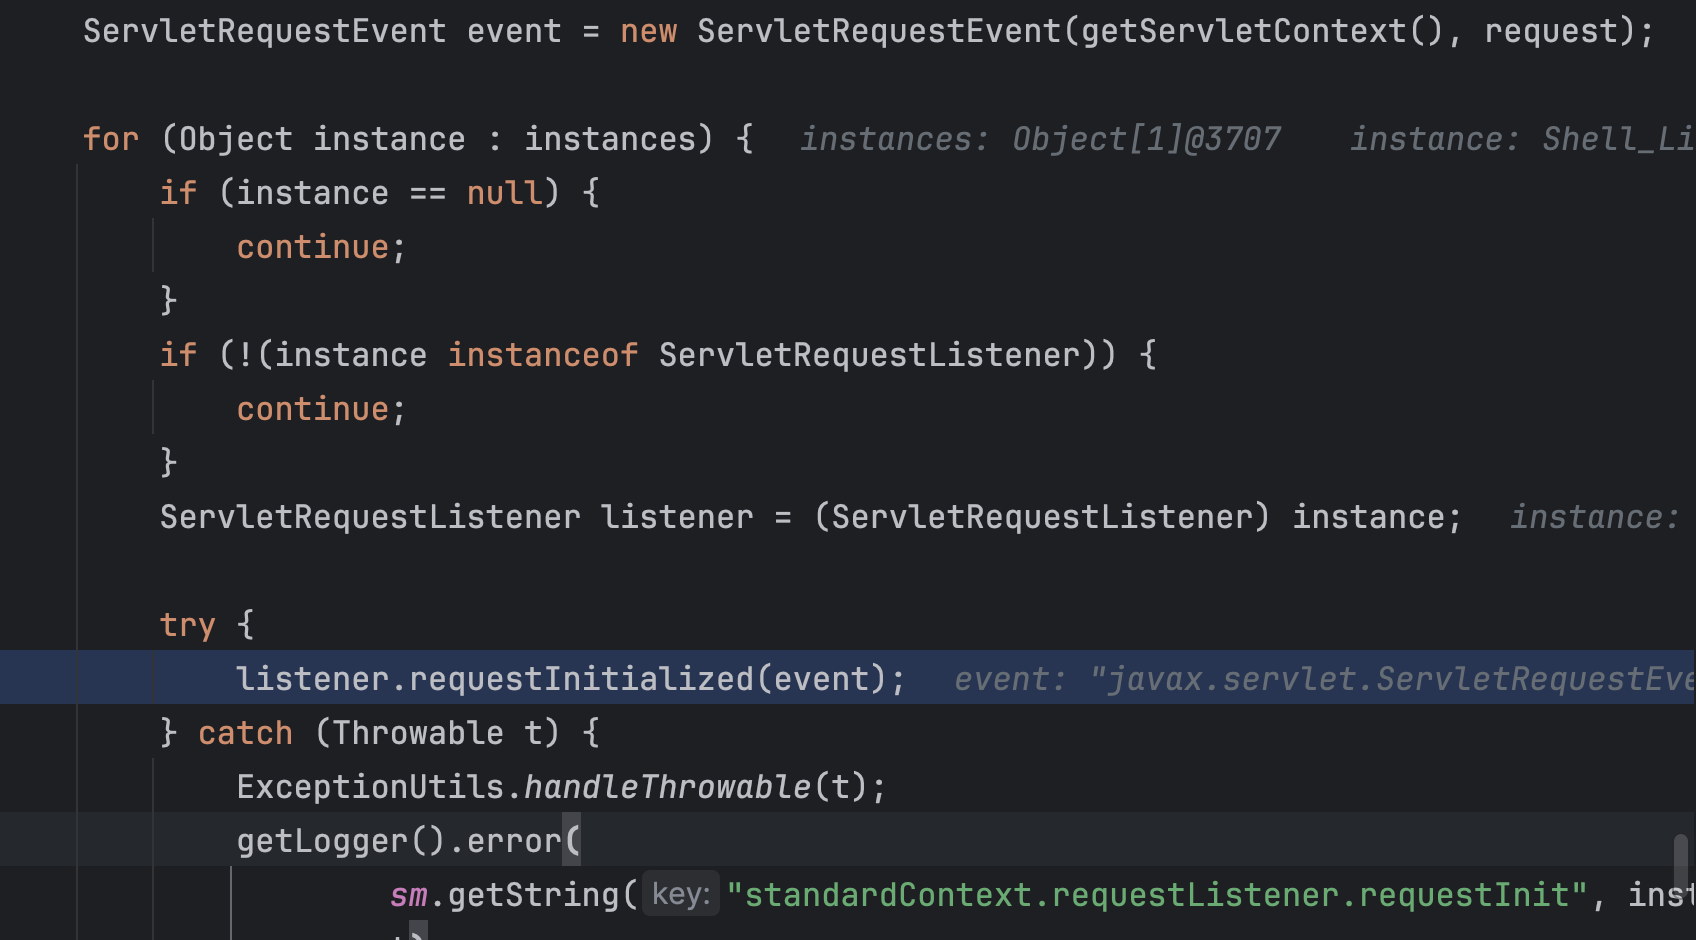 ServletRequestEvent event = new ServletRequestEvent(getServletContext(), request);
for (Object instance : instances) { instances: Object[1]@3707 instance: Shell_Li
if (instance == null) {
continue;
}
if (!(instance instanceof ServletRequestListener)) {
continue;
}
ServletRequestListener listener = (ServletRequestListener) instance; instance:
try {
listener.requestInitialized(event); event: "javax.servlet.ServletRequestEve
} catch (Throwable t) {
ExceptionUtils.handleThrowable(t);
getLogger().error(
sm.getString( key: "standardContext.requestListener.requestInit", inst